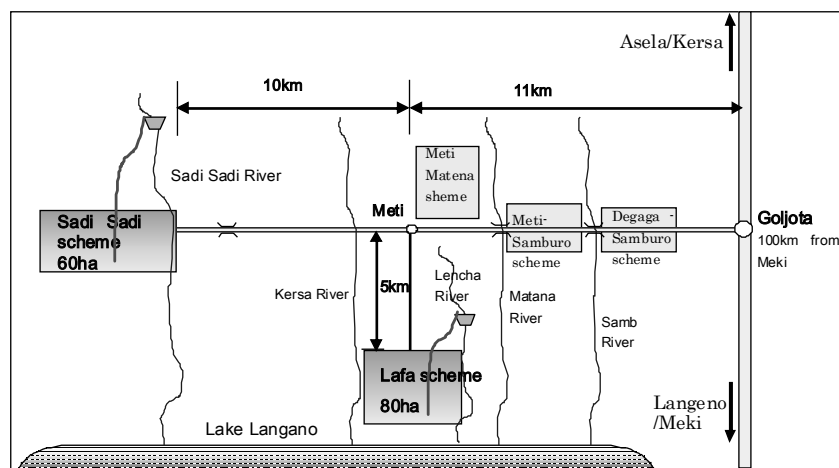 Asela/Kersa
10km
11km
Meti
Matena
sheme
Sadi Sadi River
Sadi Sadi
scheme
60ha
Meti
Meti-
Samburo
scheme
Degaga -
Samburo
scheme
Goljota
100km from
Meki
5km
Lencha
River
Kersa River
Matana
River
Samb
River
Lafa scheme
80ha
Langeno
/Meki
Lake Langano